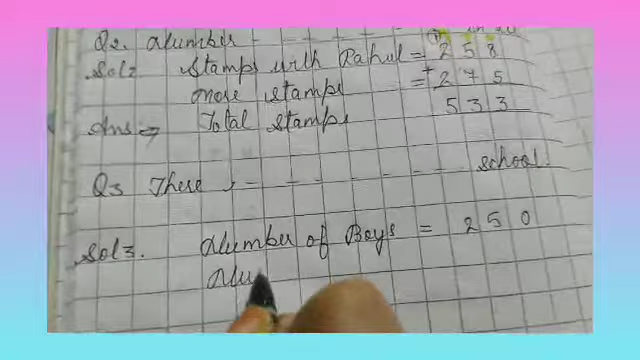 Q2. Number - - - - - -
Sol2 Stamps with Rahul = 2 5 8
more stamps = + 2 7 5
Ans ⇒ Total stamps 5 3 3
Q3 There - - - - - - - school.
Sol3. Number of Boys = 2 5 0
Nu